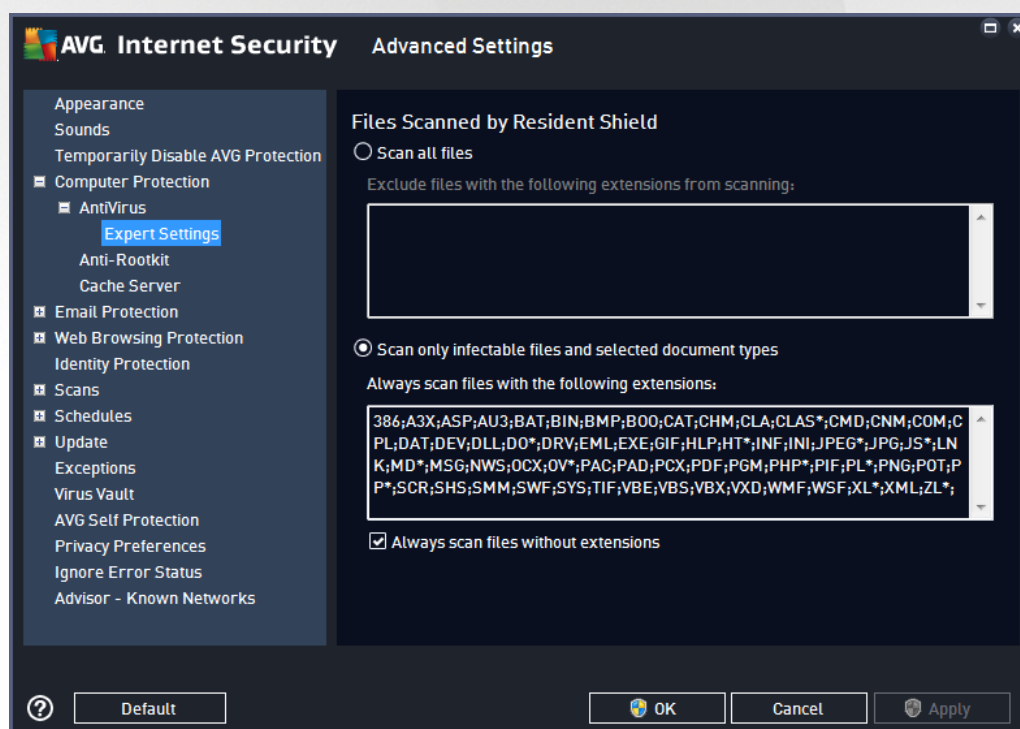 AVG. Internet Security Advanced Settings
Appearance
Sounds
Temporarily Disable AVG Protection
Computer Protection
AntiVirus
Expert Settings
Anti-Rootkit
Cache Server
Email Protection
Web Browsing Protection
Identity Protection
Scans
Schedules
Update
Exceptions
Virus Vault
AVG Self Protection
Privacy Preferences
Ignore Error Status
Advisor - Known Networks
Files Scanned by Resident Shield
Scan all files
Exclude files with the following extensions from scanning:
Scan only infectable files and selected document types
Always scan files with the following extensions:
386;A3X;ASP;AU3;BAT;BIN;BMP;BOO;CAT;CHM;CLA;CLAS*;CMD;CNM;COM;C
PL;DAT;DEV;DLL;DO*;DRV;EML;EXE;GIF;HLP;HT*;INF;INI;JPEG*;JPG;JS*;LN
K;MD*;MSG;NWS;OCX;OV*;PAC;PAD;PCX;PDF;PGM;PHP*;PIF;PL*;PNG;POT;P
P*;SCR;SHS;SMM;SWF;SYS;TIF;VBE;VBS;VBX;VXD;WMF;WSF;XL*;XML;ZL*;
Always scan files without extensions
? Default OK Cancel Apply